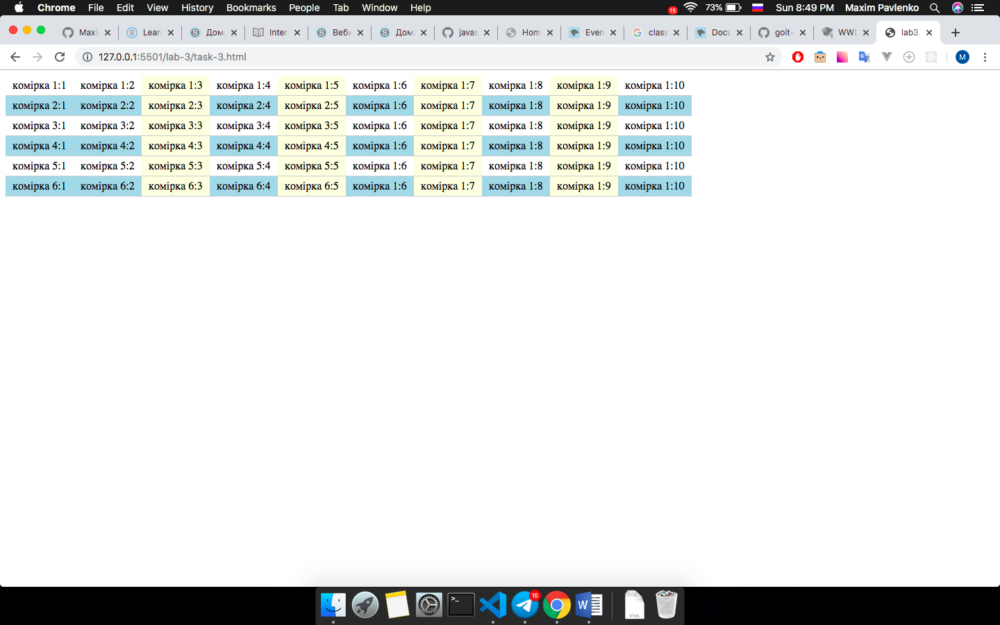 Chrome File Edit View History Bookmarks People Tab Window Help 15 73% Sun 8:49 PM Maxim Pavlenko
Maxi Lear Дом Inter Веби Дом javas Hom Even class Docu goit- WWD lab3
127.0.0.1:5501/lab-3/task-3.html M
комірка 1:1 комірка 1:2 комірка 1:3 комірка 1:4 комірка 1:5 комірка 1:6 комірка 1:7 комірка 1:8 комірка 1:9 комірка 1:10
комірка 2:1 комірка 2:2 комірка 2:3 комірка 2:4 комірка 2:5 комірка 1:6 комірка 1:7 комірка 1:8 комірка 1:9 комірка 1:10
комірка 3:1 комірка 3:2 комірка 3:3 комірка 3:4 комірка 3:5 комірка 1:6 комірка 1:7 комірка 1:8 комірка 1:9 комірка 1:10
комірка 4:1 комірка 4:2 комірка 4:3 комірка 4:4 комірка 4:5 комірка 1:6 комірка 1:7 комірка 1:8 комірка 1:9 комірка 1:10
комірка 5:1 комірка 5:2 комірка 5:3 комірка 5:4 комірка 5:5 комірка 1:6 комірка 1:7 комірка 1:8 комірка 1:9 комірка 1:10
комірка 6:1 комірка 6:2 комірка 6:3 комірка 6:4 комірка 6:5 комірка 1:6 комірка 1:7 комірка 1:8 комірка 1:9 комірка 1:10
16
W
HTML